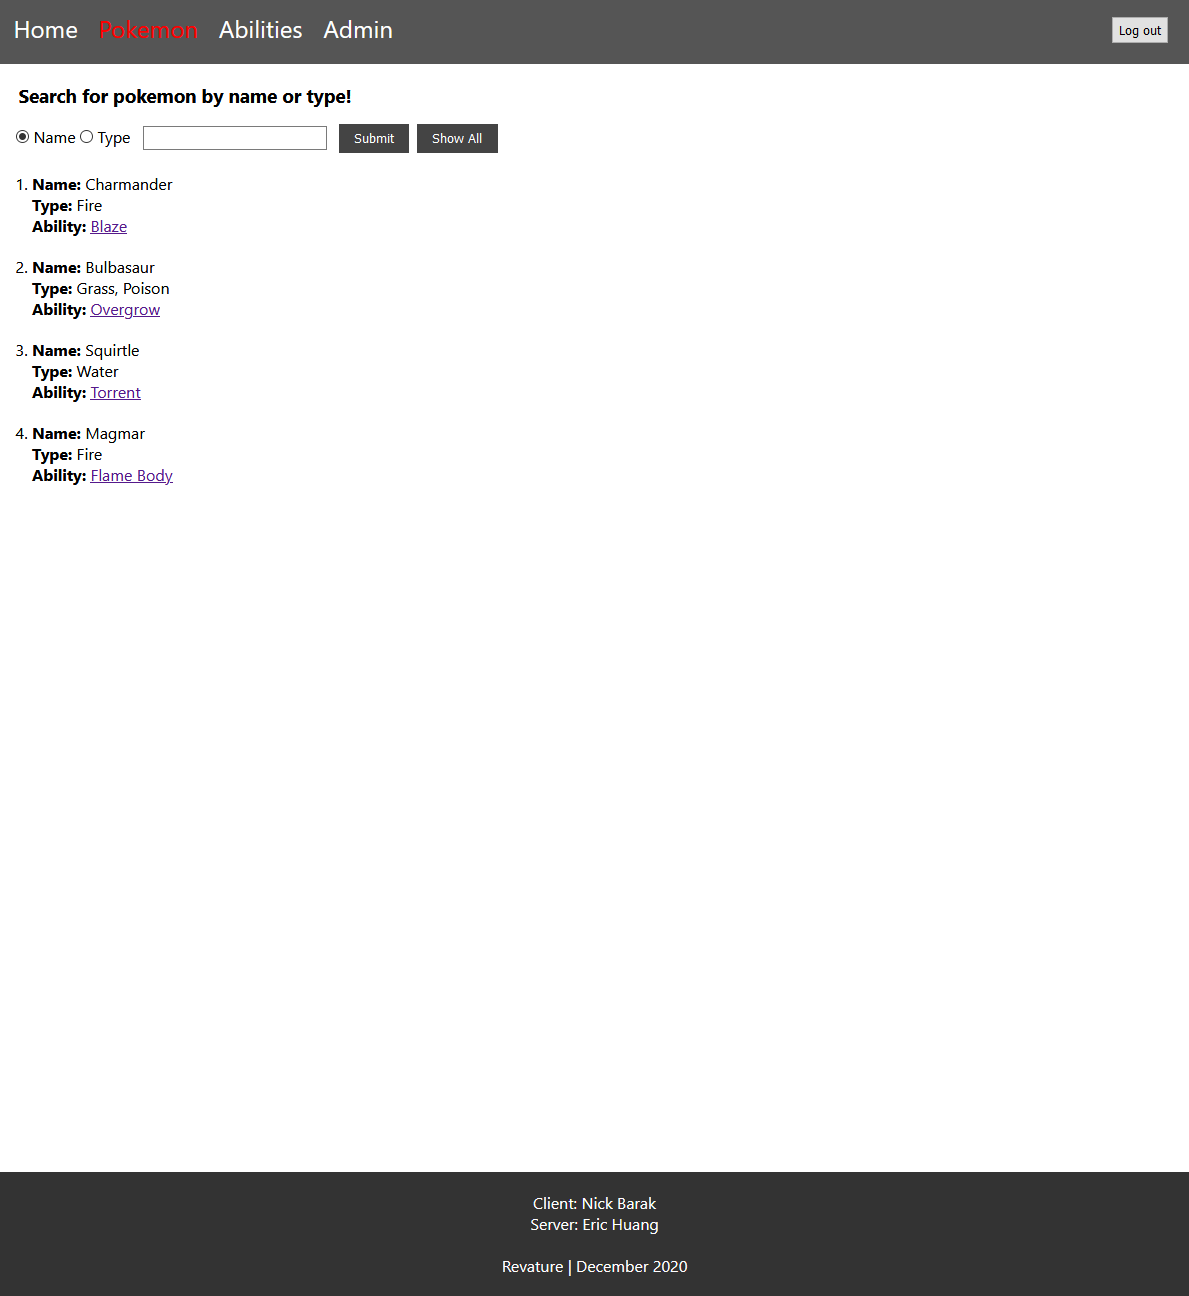 Home Pokemon Abilities Admin Log out
Search for pokemon by name or type!
Name Type Submit Show All
1. Name: Charmander
Type: Fire
Ability: Blaze
2. Name: Bulbasaur
Type: Grass, Poison
Ability: Overgrow
3. Name: Squirtle
Type: Water
Ability: Torrent
4. Name: Magmar
Type: Fire
Ability: Flame Body
Client: Nick Barak
Server: Eric Huang
Revature | December 2020